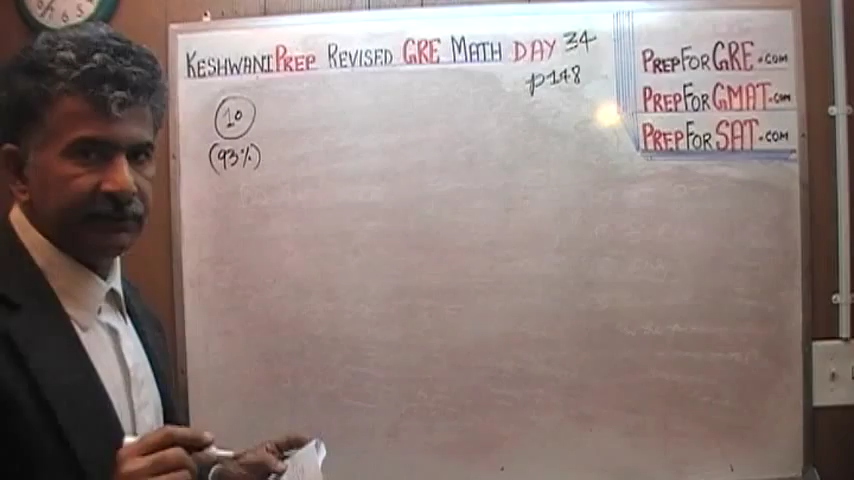 KESHWANIPREP REVISED GRE MATH DAY 34
p148
10
(93%)
PREPFORGRE.COM
PREPFORGMAT.COM
PREPFORSAT.COM